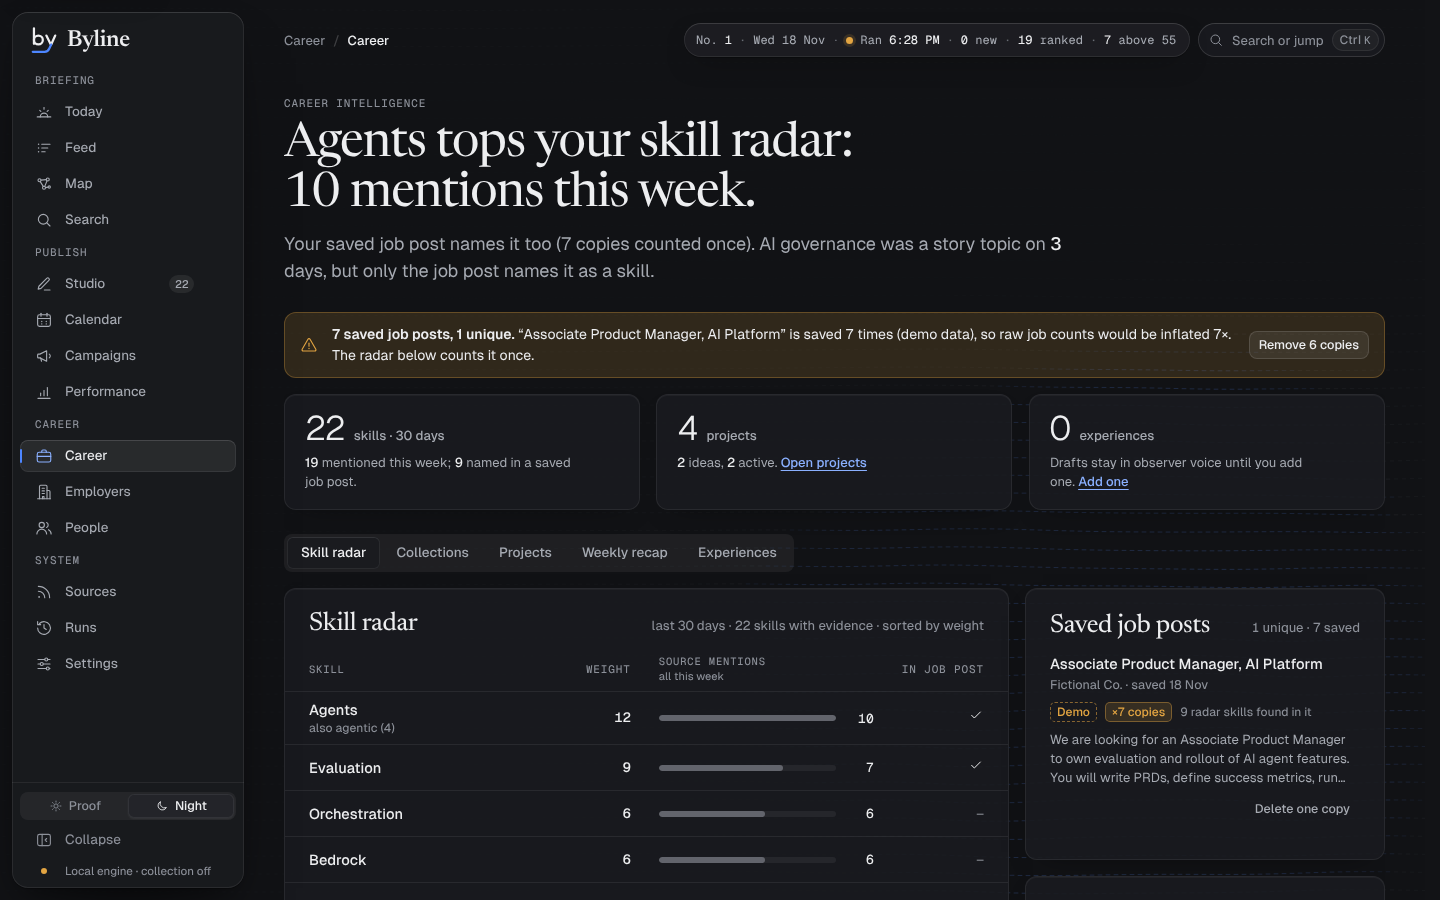 by Byline
BRIEFING
Today
Feed
Map
Search
PUBLISH
Studio 22
Calendar
Campaigns
Performance
CAREER
Career
Employers
People
SYSTEM
Sources
Runs
Settings
Proof Night
Collapse
Local engine · collection off
Career / Career
No. 1 · Wed 18 Nov · Ran 6:28 PM · 0 new · 19 ranked · 7 above 55
Search or jump Ctrl K
CAREER INTELLIGENCE
Agents tops your skill radar:
10 mentions this week.
Your saved job post names it too (7 copies counted once). AI governance was a story topic on 3
days, but only the job post names it as a skill.
7 saved job posts, 1 unique. “Associate Product Manager, AI Platform” is saved 7 times (demo data), so raw job counts would be inflated 7×.
The radar below counts it once.
Remove 6 copies
22 skills · 30 days
19 mentioned this week; 9 named in a saved
job post.
4 projects
2 ideas, 2 active. Open projects
0 experiences
Drafts stay in observer voice until you add
one. Add one
Skill radar Collections Projects Weekly recap Experiences
Skill radar
last 30 days · 22 skills with evidence · sorted by weight
SKILL WEIGHT SOURCE MENTIONS IN JOB POST
all this week
Agents 12 10 ✓
also agentic (4)
Evaluation 9 7 ✓
Orchestration 6 6 –
Bedrock 6 6 –
Saved job posts 1 unique · 7 saved
Associate Product Manager, AI Platform
Fictional Co. · saved 18 Nov
Demo ×7 copies 9 radar skills found in it
We are looking for an Associate Product Manager
to own evaluation and rollout of AI agent features.
You will write PRDs, define success metrics, run…
Delete one copy